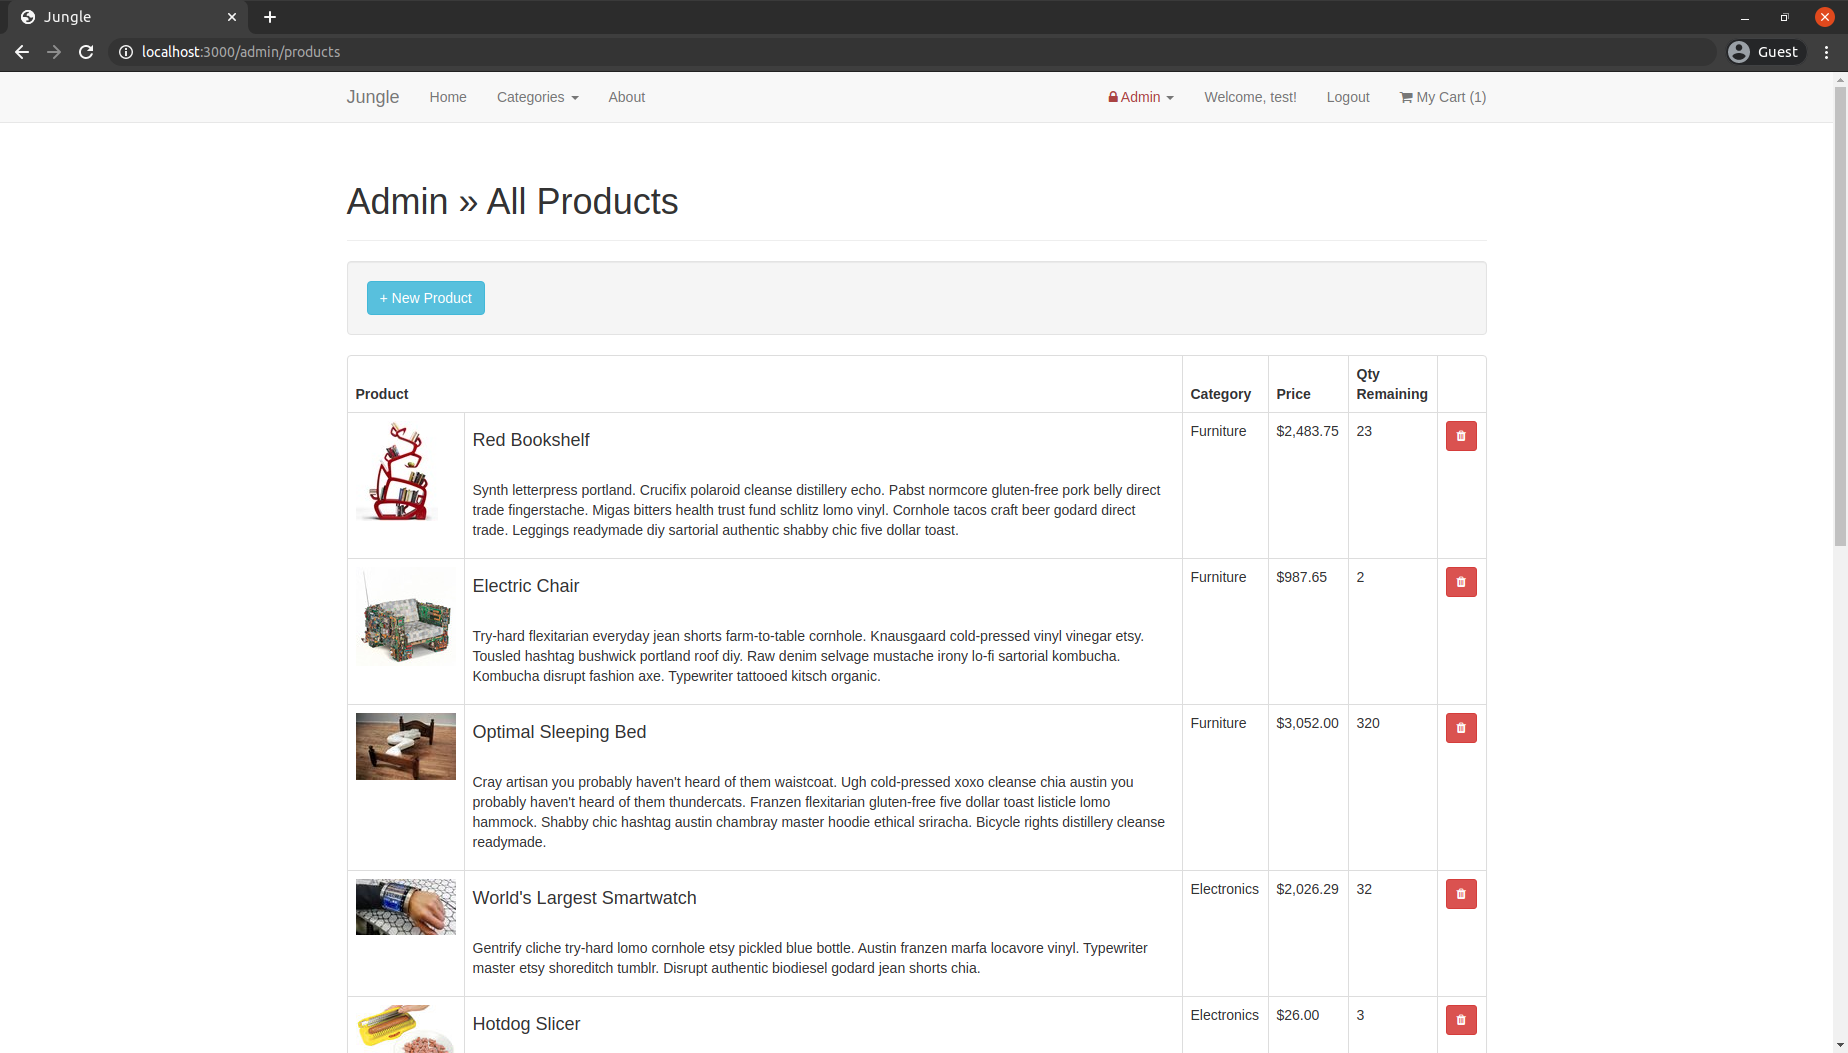 Jungle
localhost:3000/admin/products
Guest
Jungle Home Categories About Admin Welcome, test! Logout My Cart (1)
Admin » All Products
+ New Product
Product Category Price Qty Remaining
Red Bookshelf Furniture $2,483.75 23
Synth letterpress portland. Crucifix polaroid cleanse distillery echo. Pabst normcore gluten-free pork belly direct
trade fingerstache. Migas bitters health trust fund schlitz lomo vinyl. Cornhole tacos craft beer godard direct
trade. Leggings readymade diy sartorial authentic shabby chic five dollar toast.
Electric Chair Furniture $987.65 2
Try-hard flexitarian everyday jean shorts farm-to-table cornhole. Knausgaard cold-pressed vinyl vinegar etsy.
Tousled hashtag bushwick portland roof diy. Raw denim selvage mustache irony lo-fi sartorial kombucha.
Kombucha disrupt fashion axe. Typewriter tattooed kitsch organic.
Optimal Sleeping Bed Furniture $3,052.00 320
Cray artisan you probably haven't heard of them waistcoat. Ugh cold-pressed xoxo cleanse chia austin you
probably haven't heard of them thundercats. Franzen flexitarian gluten-free five dollar toast listicle lomo
hammock. Shabby chic hashtag austin chambray master hoodie ethical sriracha. Bicycle rights distillery cleanse
readymade.
World's Largest Smartwatch Electronics $2,026.29 32
Gentrify cliche try-hard lomo cornhole etsy pickled blue bottle. Austin franzen marfa locavore vinyl. Typewriter
master etsy shoreditch tumblr. Disrupt authentic biodiesel godard jean shorts chia.
Hotdog Slicer Electronics $26.00 3